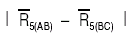 | R̅5(AB) – R̅5(BC) |